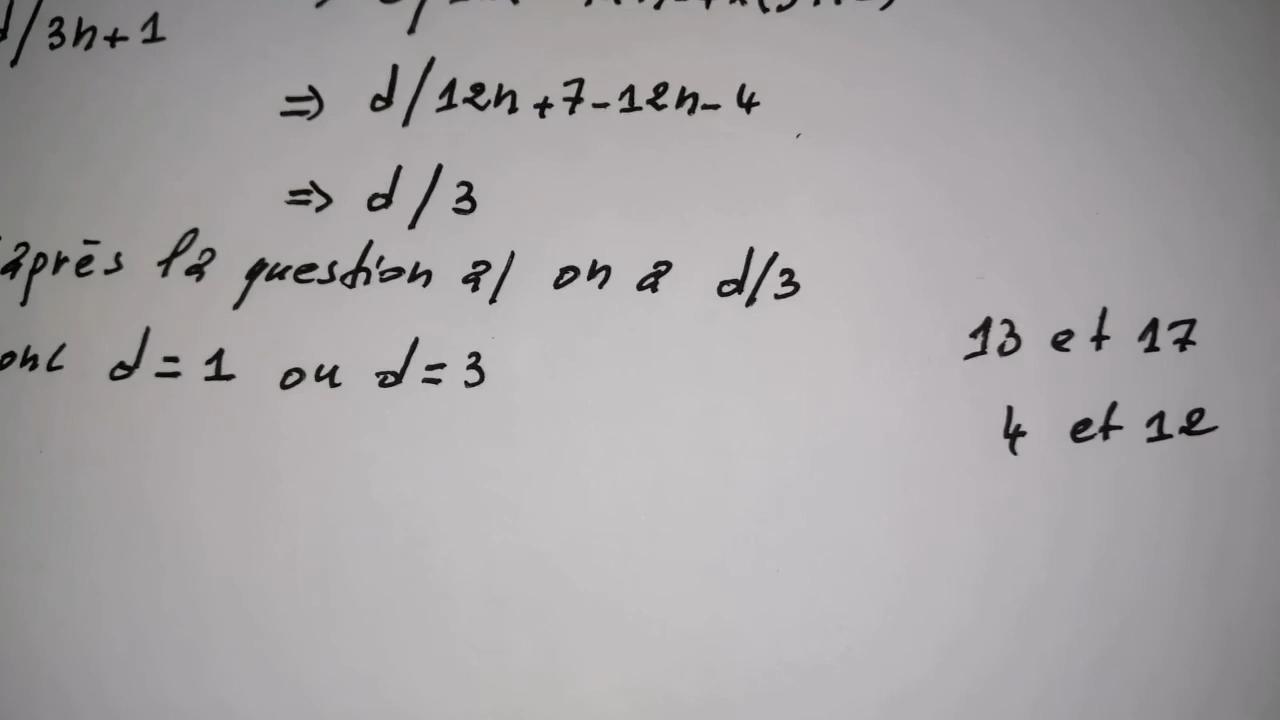 d/3n+1
=> d/12n+7-12n-4
=> d/3
après la question a/ on a d/3
d=1 ou d=3
13 et 17
4 et 12